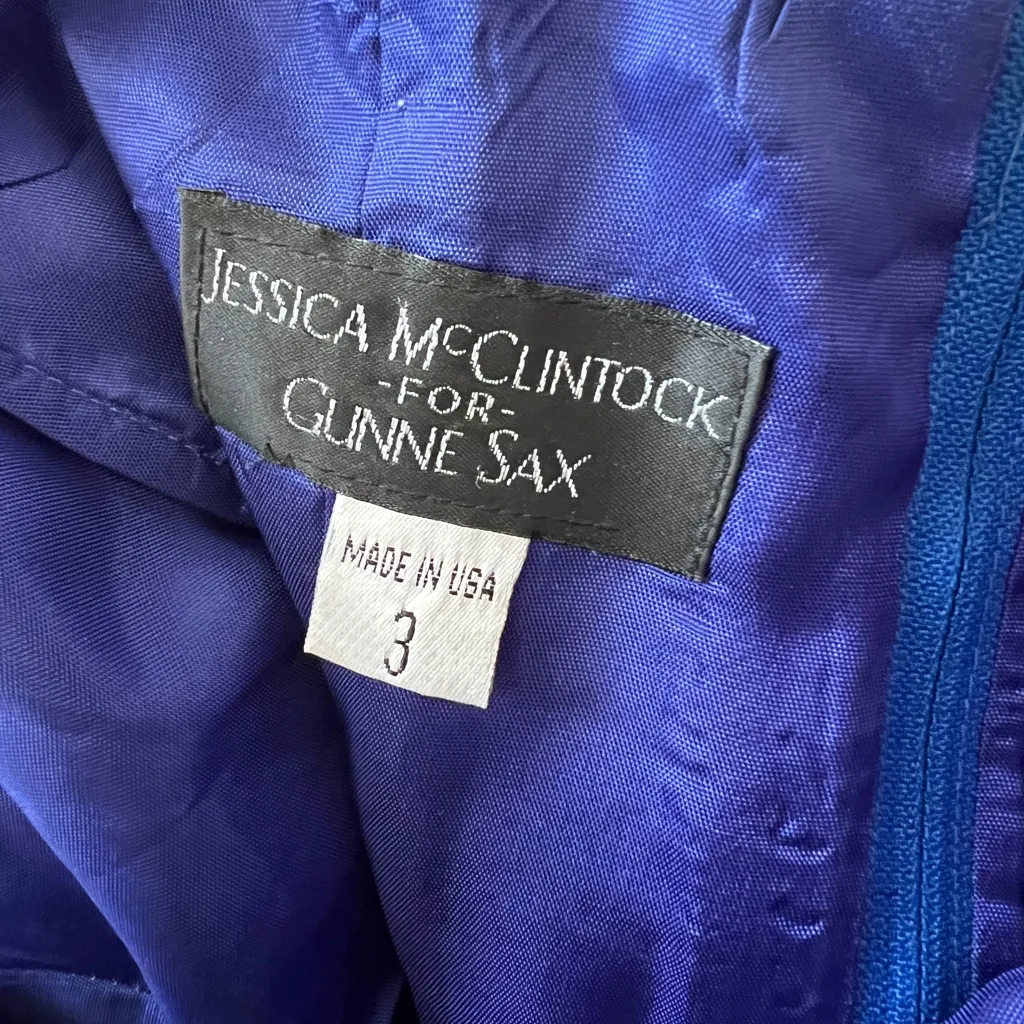 JESSICA McCLINTOCK
-FOR-
GUNNE SAX
MADE IN USA
3